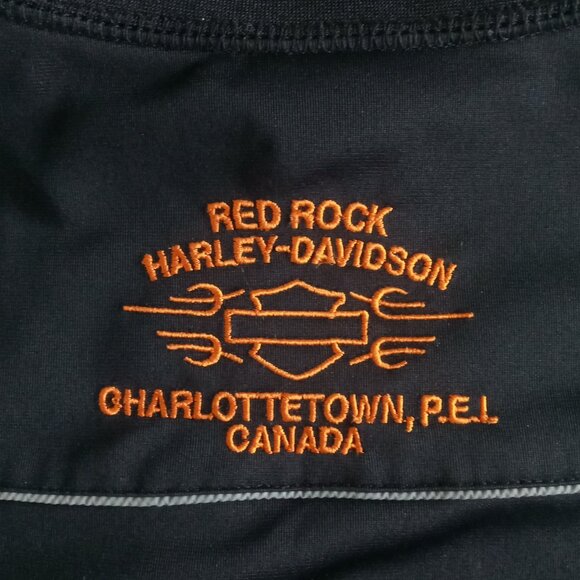 RED ROCK
HARLEY-DAVIDSON
CHARLOTTETOWN, P.E.I.
CANADA